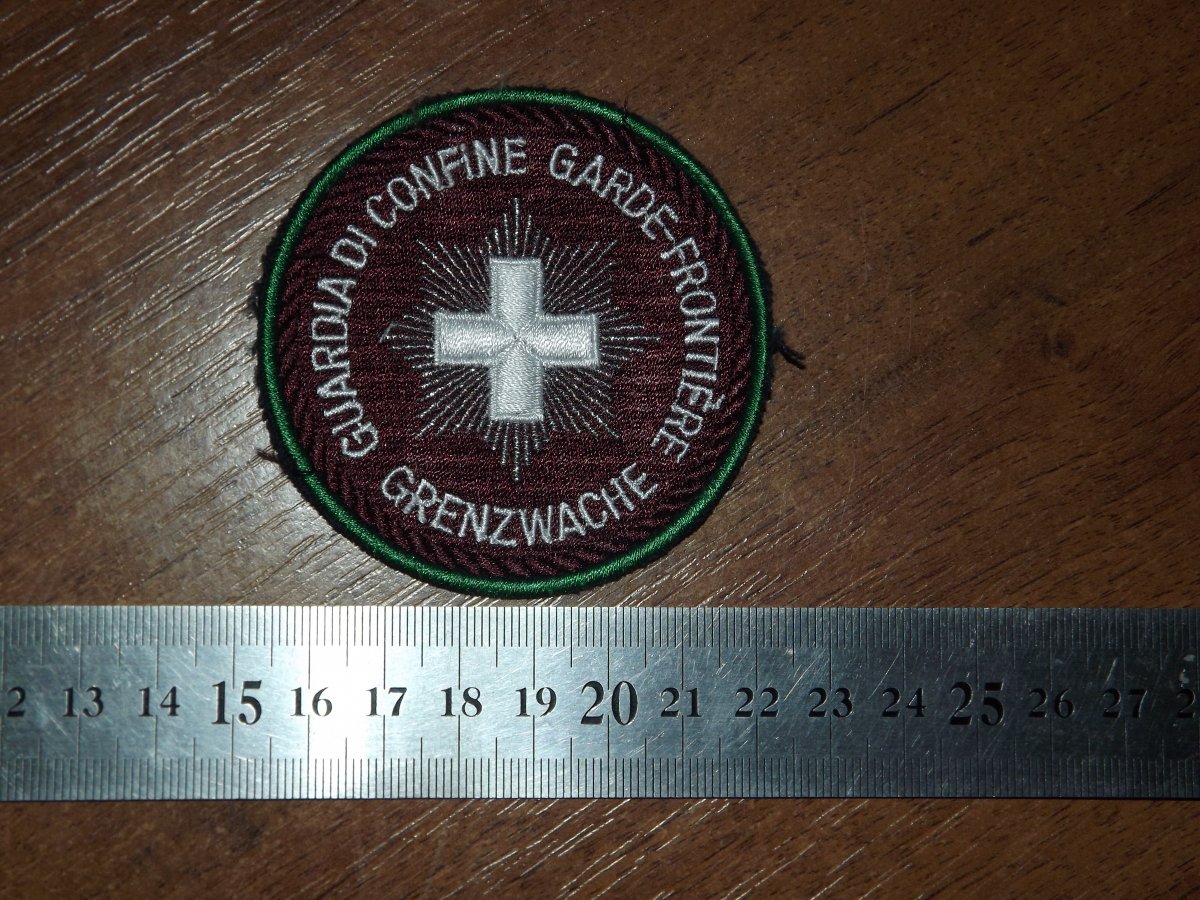 GUARDIA DI CONFINE GARDE-FRONTIÈRE
GRENZWACHE
2 13 14 15 16 17 18 19 20 21 22 23 24 25 26 27 2